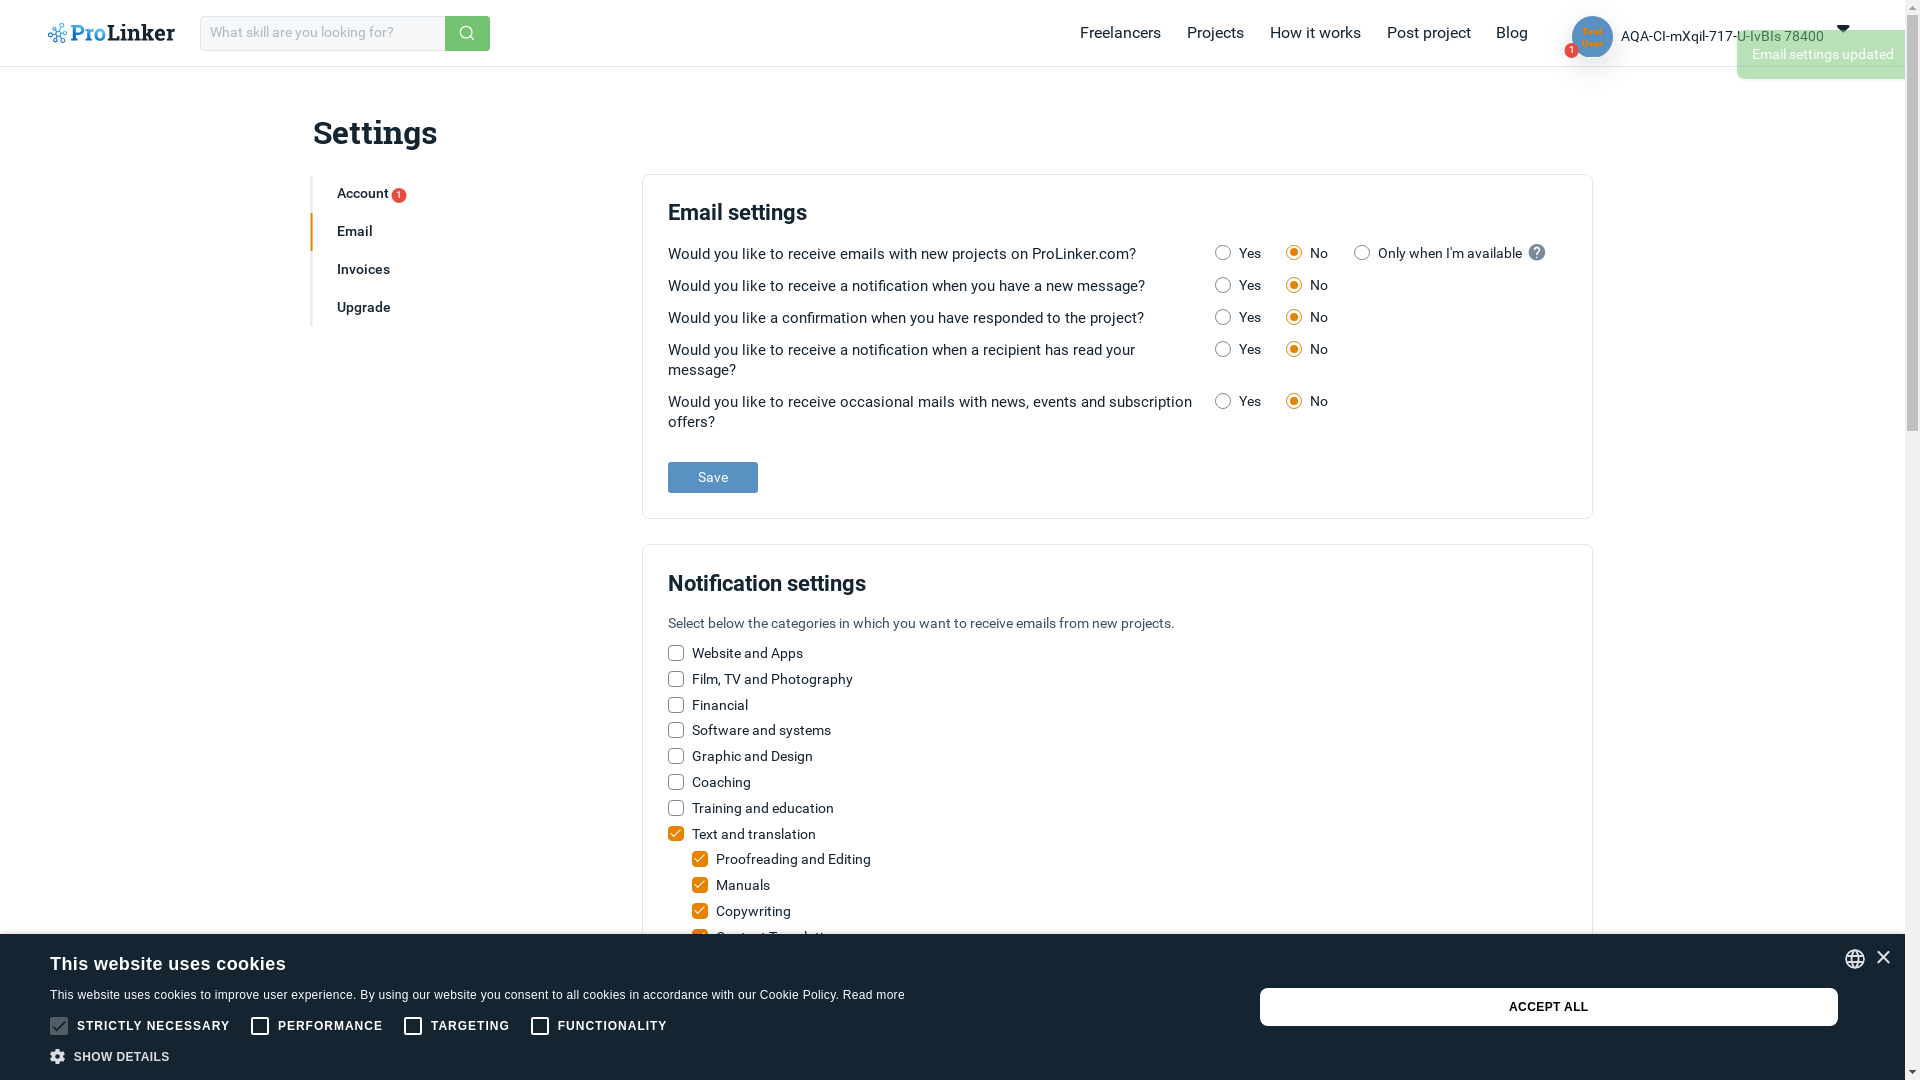 ProLinker
What skill are you looking for?
Freelancers
Projects
How it works
Post project
Blog
Test User
1
AQA-CI-mXqil-717-U-IvBIs 78400
Email settings updated
Settings
Account 1
Email
Invoices
Upgrade
Email settings
Would you like to receive emails with new projects on ProLinker.com?
Yes No Only when I'm available ?
Would you like to receive a notification when you have a new message?
Yes No
Would you like a confirmation when you have responded to the project?
Yes No
Would you like to receive a notification when a recipient has read your
message?
Yes No
Would you like to receive occasional mails with news, events and subscription
offers?
Yes No
Save
Notification settings
Select below the categories in which you want to receive emails from new projects.
Website and Apps
Film, TV and Photography
Financial
Software and systems
Graphic and Design
Coaching
Training and education
Text and translation
Proofreading and Editing
Manuals
Copywriting
This website uses cookies
This website uses cookies to improve user experience. By using our website you consent to all cookies in accordance with our Cookie Policy. Read more
STRICTLY NECESSARY PERFORMANCE TARGETING FUNCTIONALITY
SHOW DETAILS
ACCEPT ALL